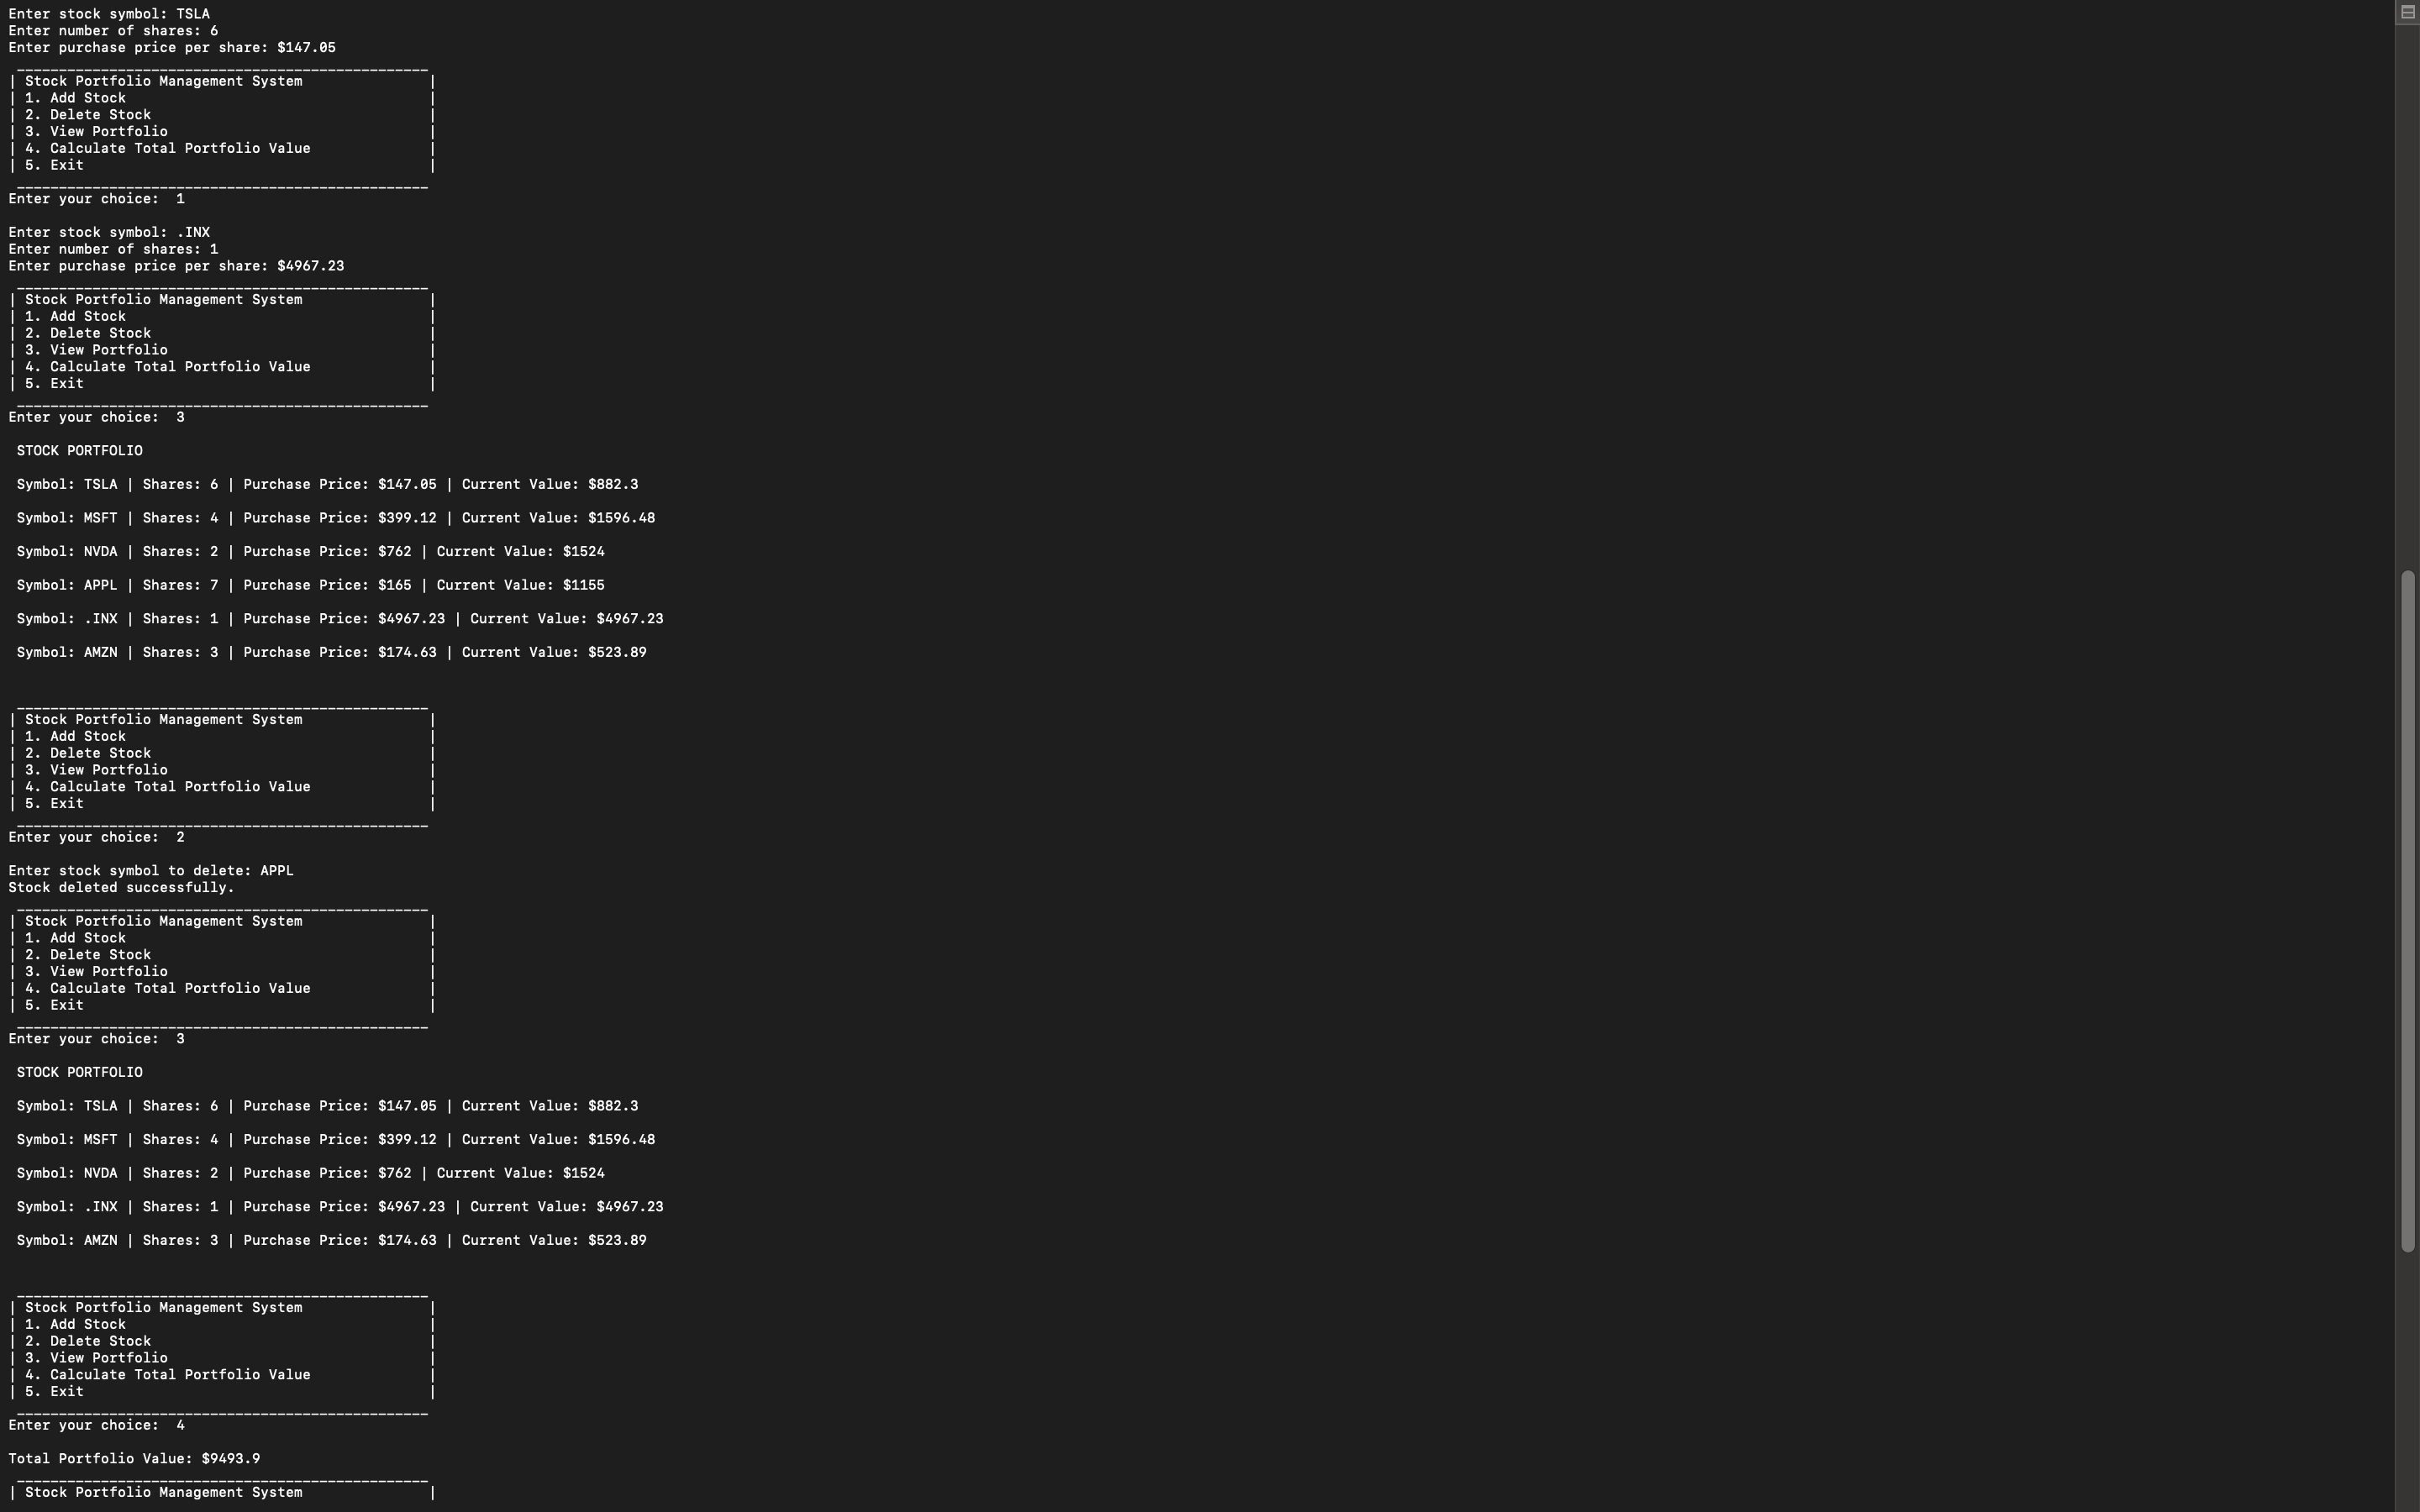 Enter stock symbol: TSLA
Enter number of shares: 6
Enter purchase price per share: $147.05
_________________________________________________
| Stock Portfolio Management System |
| 1. Add Stock |
| 2. Delete Stock |
| 3. View Portfolio |
| 4. Calculate Total Portfolio Value |
| 5. Exit |
_________________________________________________
Enter your choice:  1
Enter stock symbol: .INX
Enter number of shares: 1
Enter purchase price per share: $4967.23
_________________________________________________
| Stock Portfolio Management System |
| 1. Add Stock |
| 2. Delete Stock |
| 3. View Portfolio |
| 4. Calculate Total Portfolio Value |
| 5. Exit |
_________________________________________________
Enter your choice:  3
STOCK PORTFOLIO
Symbol: TSLA | Shares: 6 | Purchase Price: $147.05 | Current Value: $882.3
Symbol: MSFT | Shares: 4 | Purchase Price: $399.12 | Current Value: $1596.48
Symbol: NVDA | Shares: 2 | Purchase Price: $762 | Current Value: $1524
Symbol: APPL | Shares: 7 | Purchase Price: $165 | Current Value: $1155
Symbol: .INX | Shares: 1 | Purchase Price: $4967.23 | Current Value: $4967.23
Symbol: AMZN | Shares: 3 | Purchase Price: $174.63 | Current Value: $523.89
_________________________________________________
| Stock Portfolio Management System |
| 1. Add Stock |
| 2. Delete Stock |
| 3. View Portfolio |
| 4. Calculate Total Portfolio Value |
| 5. Exit |
_________________________________________________
Enter your choice:  2
Enter stock symbol to delete: APPL
Stock deleted successfully.
_________________________________________________
| Stock Portfolio Management System |
| 1. Add Stock |
| 2. Delete Stock |
| 3. View Portfolio |
| 4. Calculate Total Portfolio Value |
| 5. Exit |
_________________________________________________
Enter your choice:  3
STOCK PORTFOLIO
Symbol: TSLA | Shares: 6 | Purchase Price: $147.05 | Current Value: $882.3
Symbol: MSFT | Shares: 4 | Purchase Price: $399.12 | Current Value: $1596.48
Symbol: NVDA | Shares: 2 | Purchase Price: $762 | Current Value: $1524
Symbol: .INX | Shares: 1 | Purchase Price: $4967.23 | Current Value: $4967.23
Symbol: AMZN | Shares: 3 | Purchase Price: $174.63 | Current Value: $523.89
_________________________________________________
| Stock Portfolio Management System |
| 1. Add Stock |
| 2. Delete Stock |
| 3. View Portfolio |
| 4. Calculate Total Portfolio Value |
| 5. Exit |
_________________________________________________
Enter your choice:  4
Total Portfolio Value: $9493.9
_________________________________________________
| Stock Portfolio Management System |